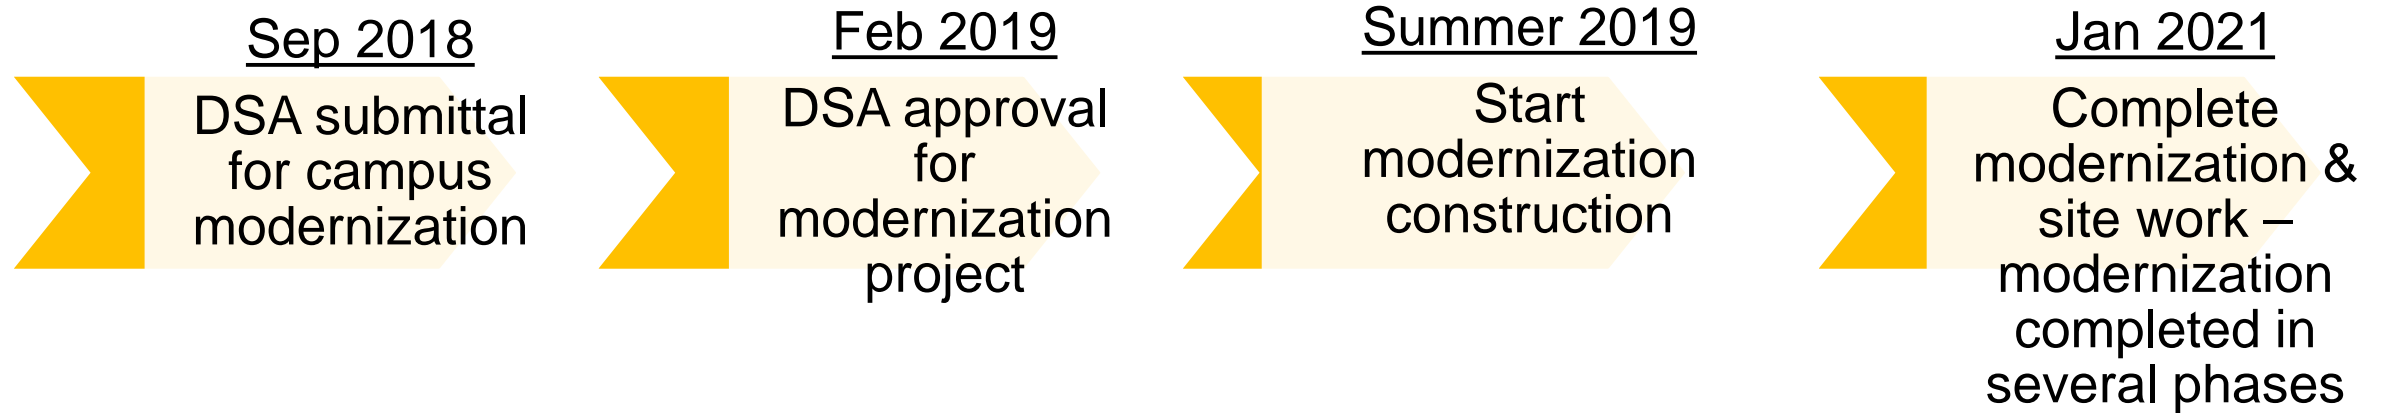 Sep 2018
DSA submittal
for campus
modernization
Feb 2019
DSA approval
for
modernization
project
Summer 2019
Start
modernization
construction
Jan 2021
Complete
modernization &
site work –
modernization
completed in
several phases